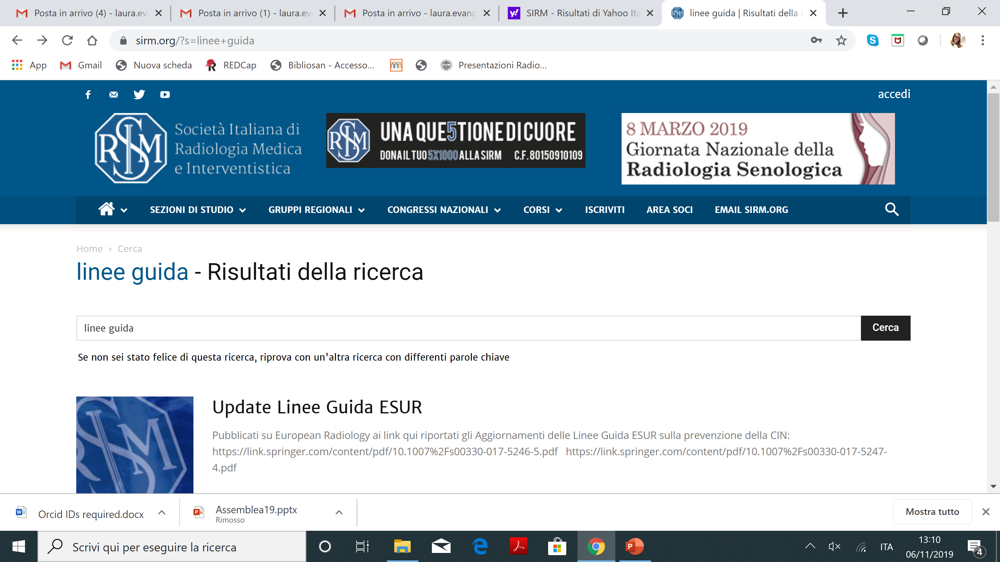 Posta in arrivo (4) - laura.ev
Posta in arrivo (1) - laura.ev
Posta in arrivo - laura.evang
SIRM - Risultati di Yahoo Ita
linee guida | Risultati della r
sirm.org/?s=linee+guida
App
Gmail
Nuova scheda
REDCap
Bibliosan - Accesso...
Presentazioni Radio...
accedi
RSM
Società Italiana di
Radiologia Medica
e Interventistica
RSM
UNA QUE5TIONE DI CUORE
DONA IL TUO 5X1000 ALLA SIRM C.F. 80150910109
8 MARZO 2019
Giornata Nazionale della
Radiologia Senologica
SEZIONI DI STUDIO
GRUPPI REGIONALI
CONGRESSI NAZIONALI
CORSI
ISCRIVITI
AREA SOCI
EMAIL SIRM.ORG
Home › Cerca
linee guida - Risultati della ricerca
linee guida
Cerca
Se non sei stato felice di questa ricerca, riprova con un'altra ricerca con differenti parole chiave
Update Linee Guida ESUR
Pubblicati su European Radiology ai link qui riportati gli Aggiornamenti delle Linee Guida ESUR sulla prevenzione della CIN:
https://link.springer.com/content/pdf/10.1007%2Fs00330-017-5246-5.pdf https://link.springer.com/content/pdf/10.1007%2Fs00330-017-5247-
4.pdf
Orcid IDs required.docx
Assemblea19.pptx
Rimosso
Mostra tutto
Scrivi qui per eseguire la ricerca
ITA
13:10
06/11/2019
4